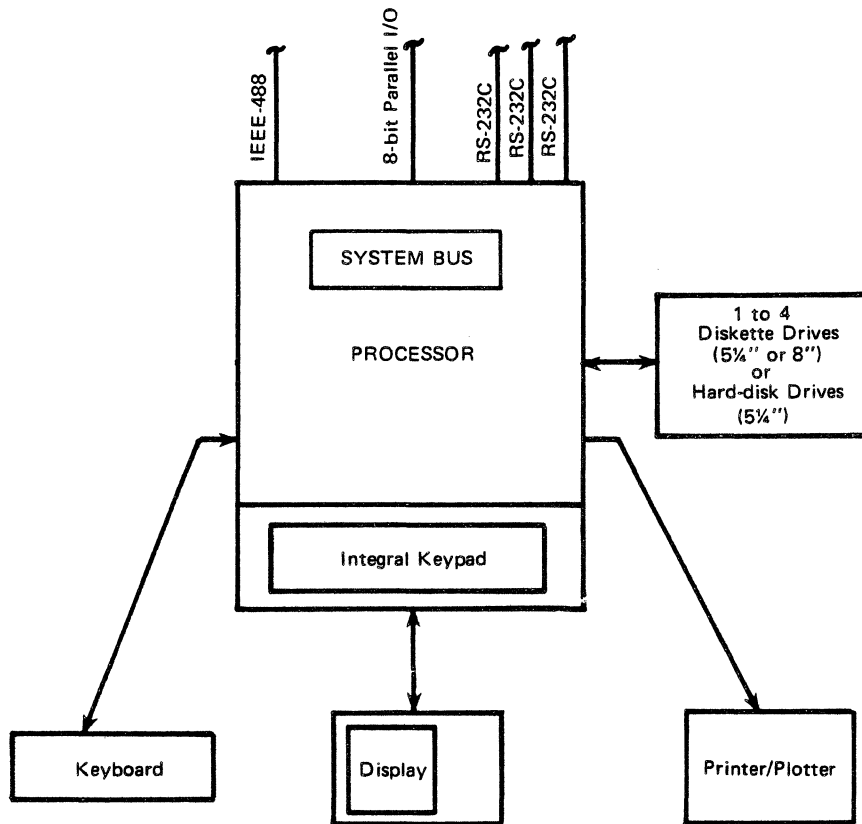 IEEE-488
8-bit Parallel I/O
RS-232C
RS-232C
RS-232C
SYSTEM BUS
PROCESSOR
1 to 4
Diskette Drives
(5¼" or 8")
or
Hard-disk Drives
(5¼")
Integral Keypad
Keyboard
Display
Printer/Plotter